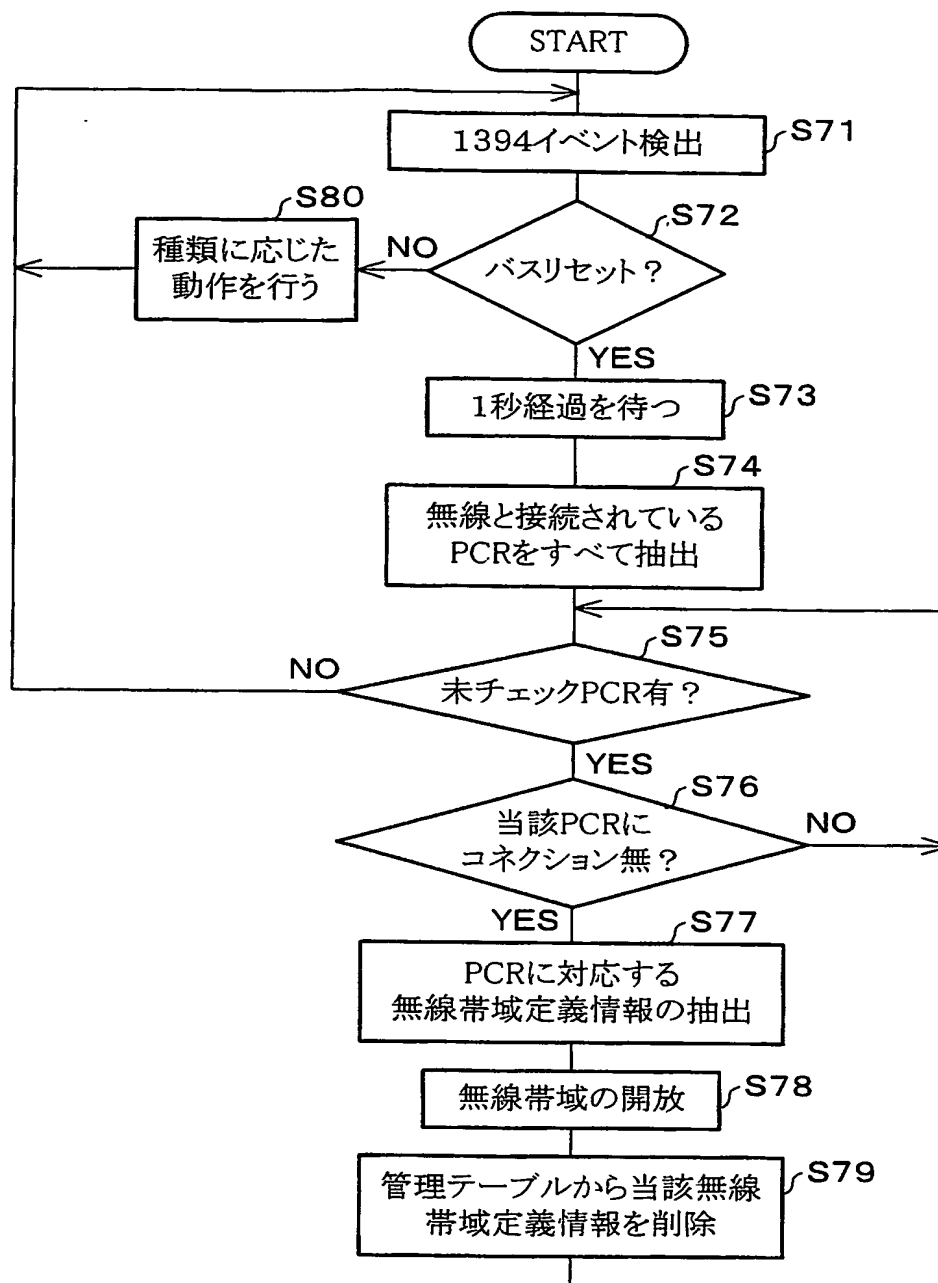 START
1394イベント検出
S71
S80
種類に応じた
動作を行う
NO
S72
バスリセット?
YES
1秒経過を待つ
S73
S74
無線と接続されている
PCRをすべて抽出
S75
NO
未チェックPCR有?
YES
S76
当該PCRに
コネクション無?
NO
YES
S77
PCRに対応する
無線帯域定義情報の抽出
無線帯域の開放
S78
S79
管理テーブルから当該無線
帯域定義情報を削除